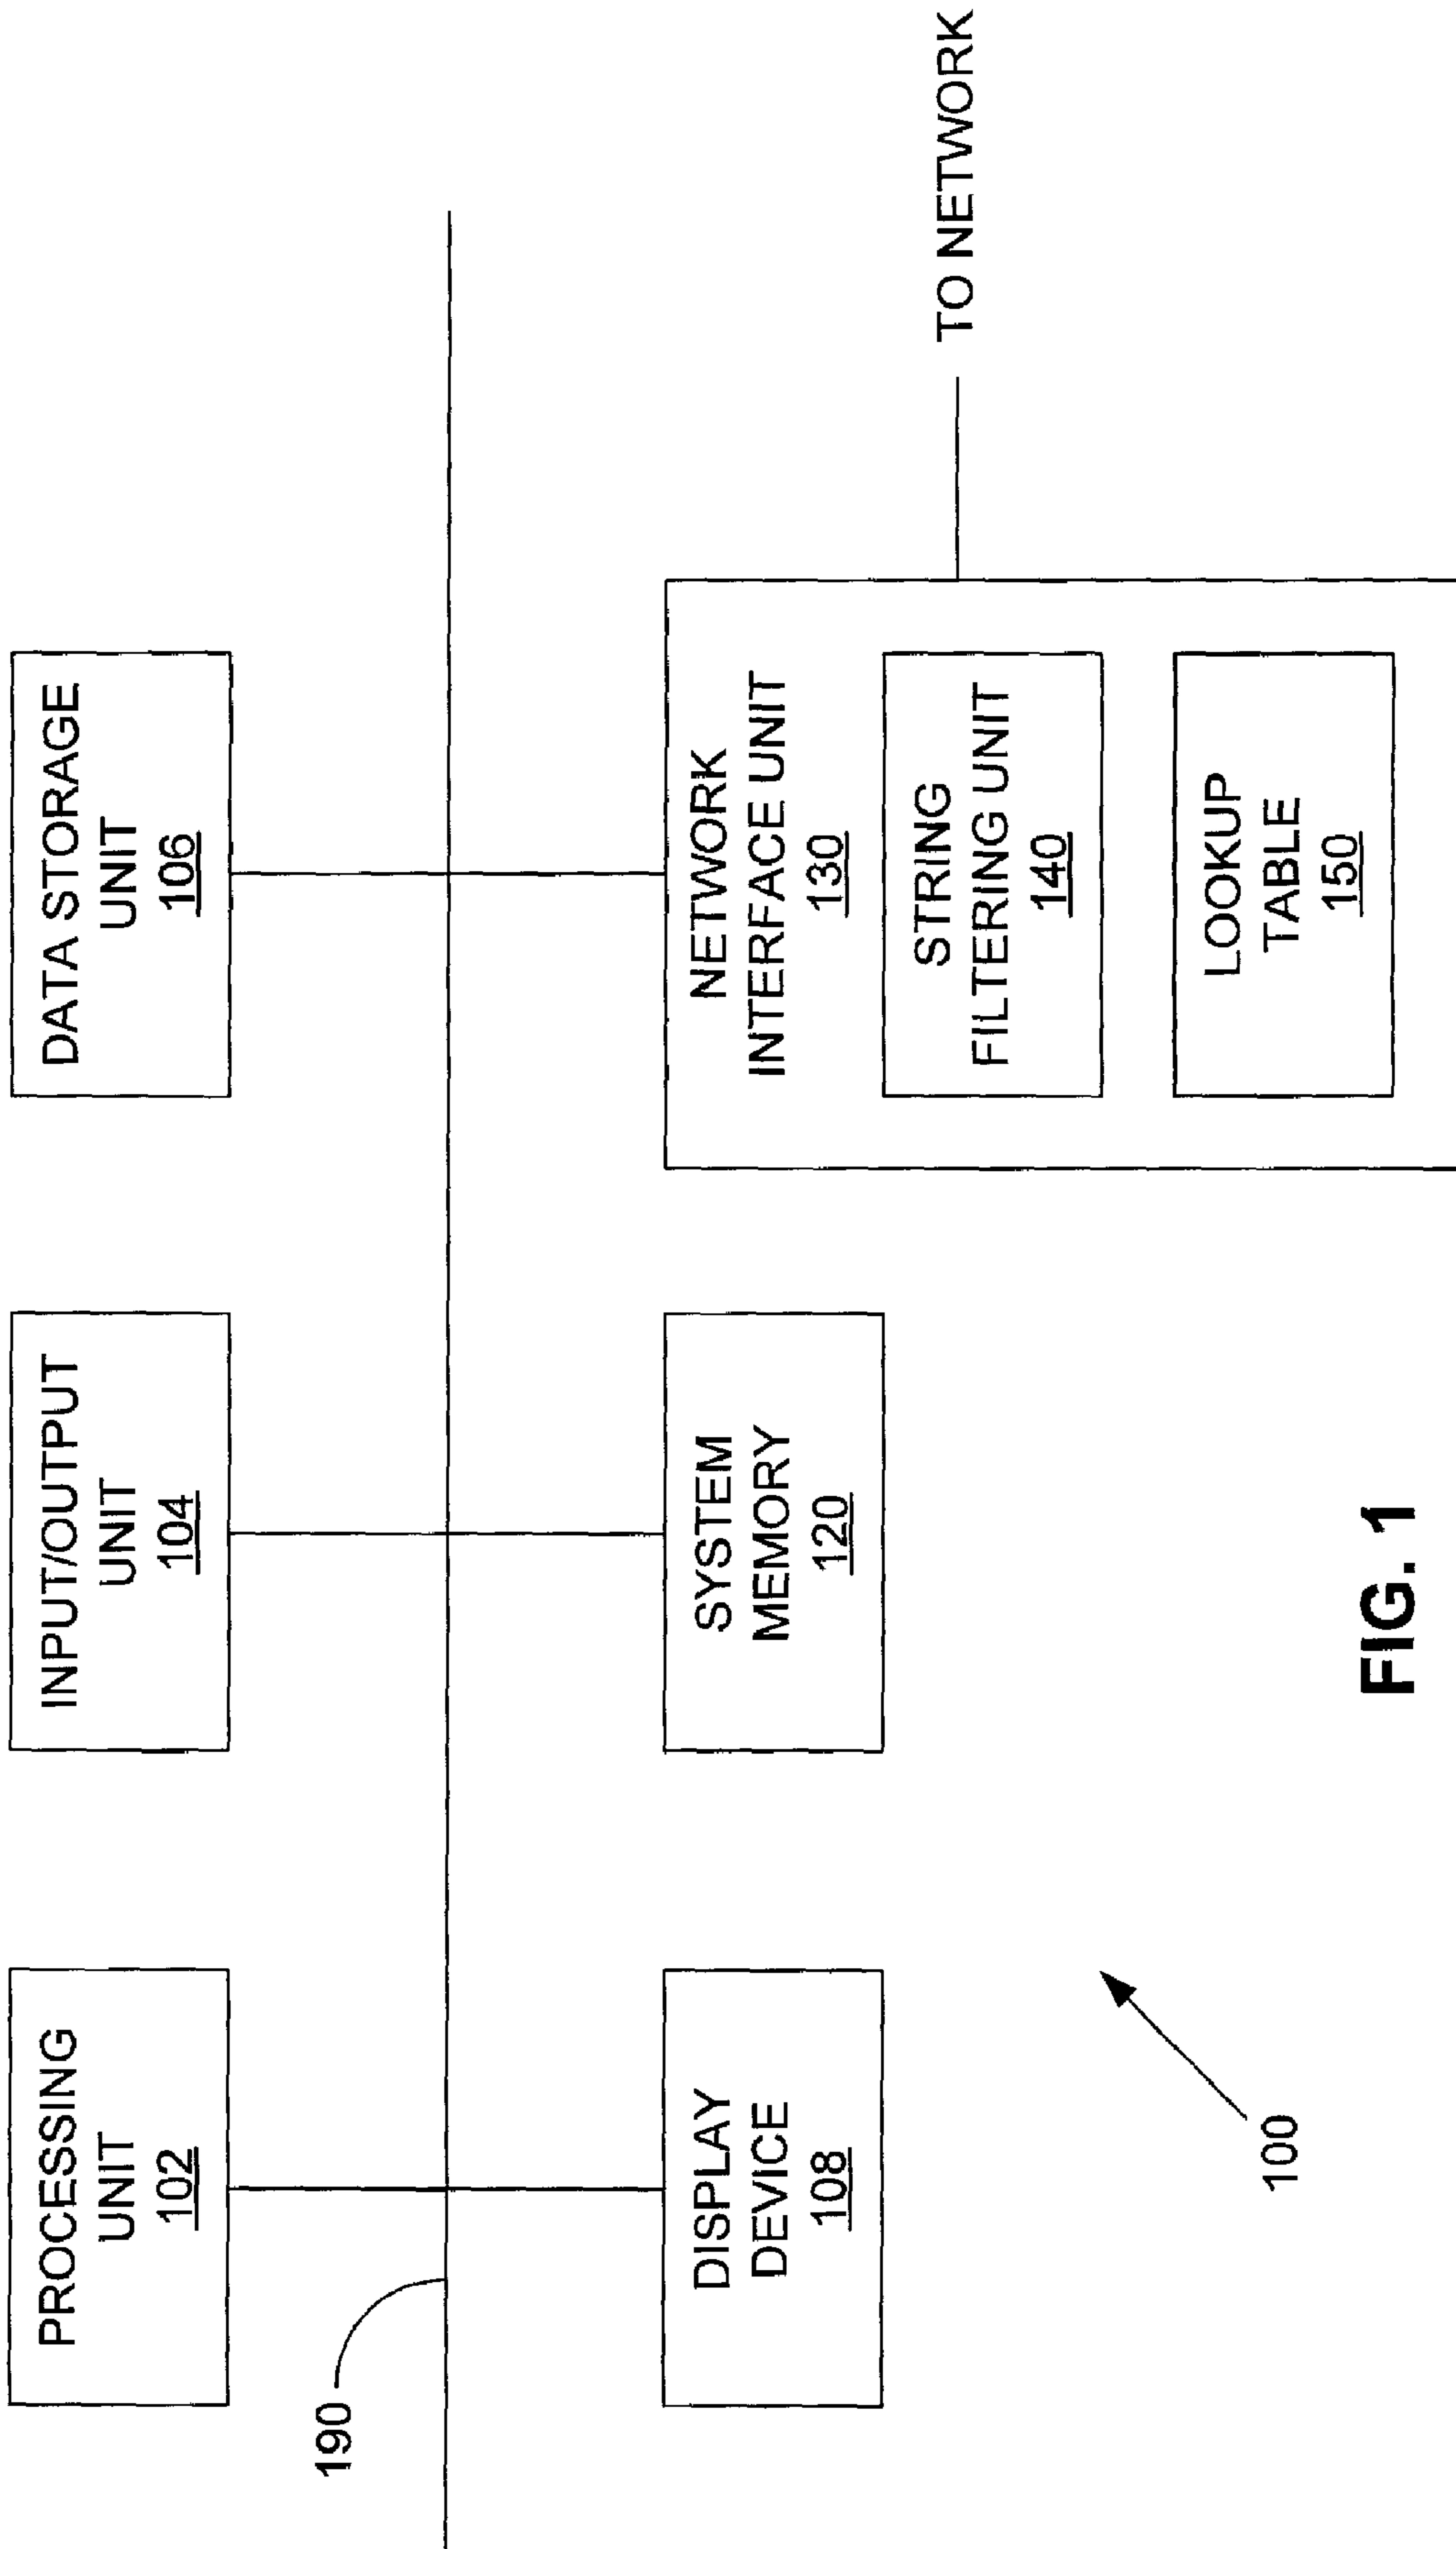 PROCESSING
UNIT
102
INPUT/OUTPUT
UNIT
104
DATA STORAGE
UNIT
106
190
DISPLAY
DEVICE
108
SYSTEM
MEMORY
120
NETWORK
INTERFACE UNIT
130
STRING
FILTERING UNIT
140
LOOKUP
TABLE
150
TO NETWORK
100
FIG. 1